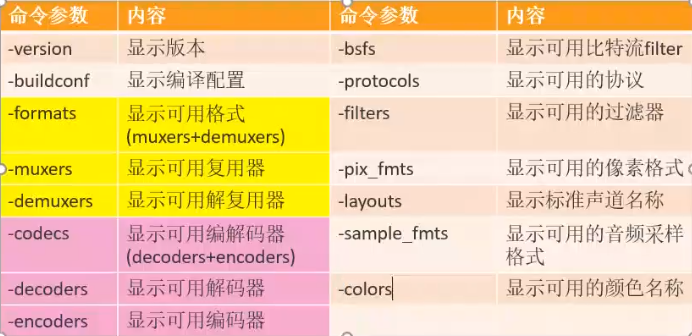 命令参数 内容 命令参数 内容
-version 显示版本 -bsfs 显示可用比特流filter
-buildconf 显示编译配置 -protocols 显示可用的协议
-formats 显示可用格式 -filters 显示可用的过滤器
(muxers+demuxers)
-muxers 显示可用复用器 -pix_fmts 显示可用的像素格式
-demuxers 显示可用解复用器 -layouts 显示标准声道名称
-codecs 显示可用编解码器 -sample_fmts 显示可用的音频采样
(decoders+encoders) 格式
-decoders 显示可用解码器 -colors 显示可用的颜色名称
-encoders 显示可用编码器